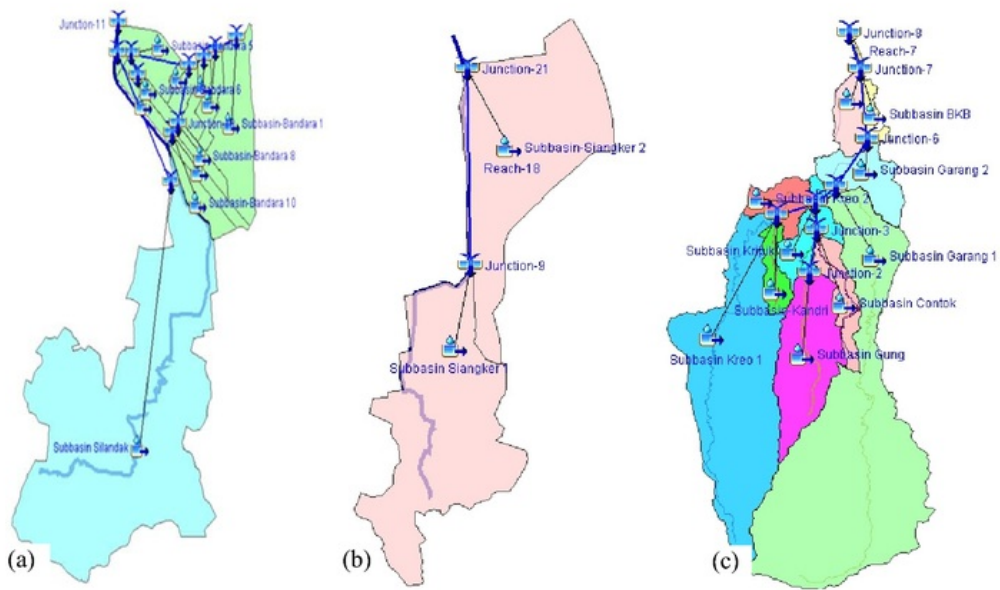 Junction-11
Subbasin-Bandara 5
Subbasin-Bandara 6
Subbasin-Bandara 1
Subbasin-Bandara 8
Subbasin-Bandara 10
Subbasin Silandak
(a)
Junction-21
Subbasin-Siangker 2
Reach-18
Junction-9
Subbasin Siangker
(b)
Junction-8
Reach-7
Junction-7
Subbasin BKB
Junction-6
Subbasin Garang 2
Subbasin Kreo 2
Junction-3
Subbasin Kripik
Subbasin Garang 1
Junction-2
Subbasin-Kandri
Subbasin Contok
Subbasin Kreo 1
Subbasin Gung
(c)